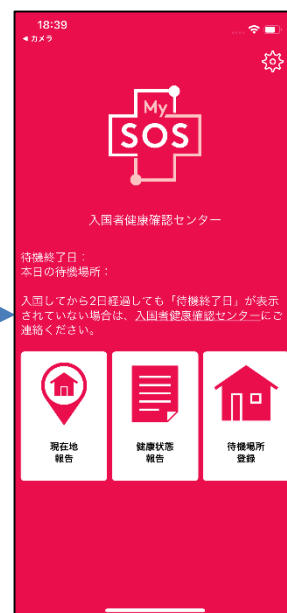 18:39
◀ カメラ
My
SOS
入国者健康確認センター
待機終了日：
本日の待機場所：
入国してから2日経過しても「待機終了日」が表示
されていない場合は、入国者健康確認センターにご
連絡ください。
現在地
報告
健康状態
報告
待機場所
登録